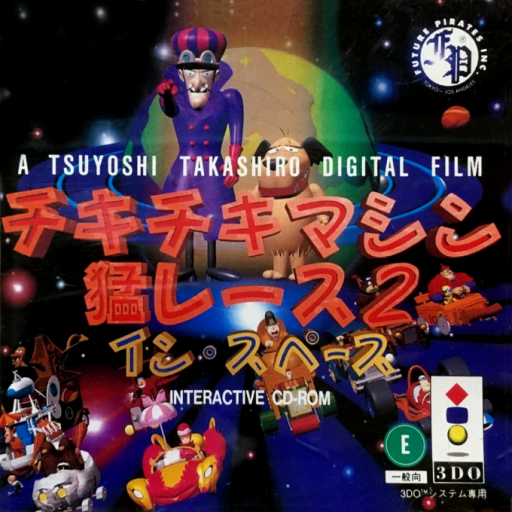 FUTURE PIRATES INC.
FPI
TOKYO — LOS ANGELES
A TSUYOSHI TAKASHIRO DIGITAL FILM
チキチキマシン
猛レース2
イン・スペース
INTERACTIVE CD-ROM
E
一般向
3DO
3DO™システム専用